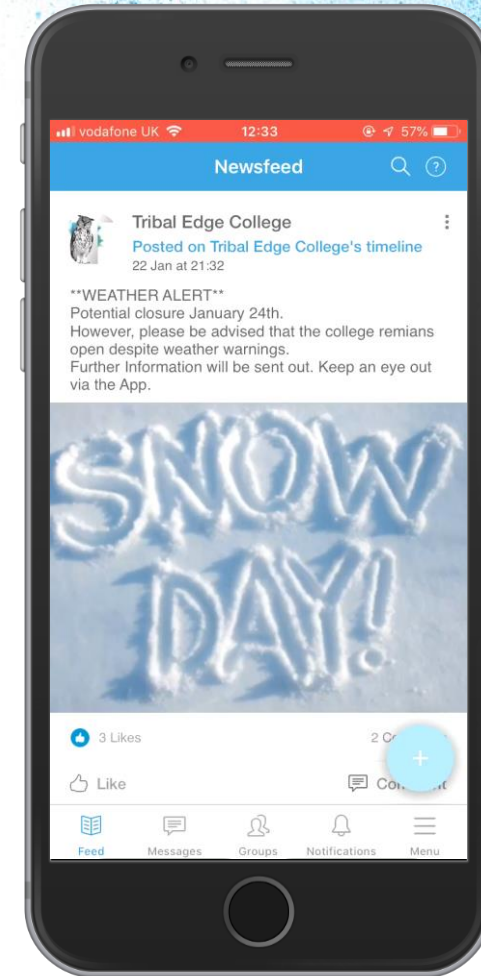 vodafone UK 12:33 57%
Newsfeed ?
Tribal Edge College
Posted on Tribal Edge College's timeline
22 Jan at 21:32
**WEATHER ALERT**
Potential closure January 24th.
However, please be advised that the college remians
open despite weather warnings.
Further Information will be sent out. Keep an eye out
via the App.
SNOW
DAY!
3 Likes 2
+
Like
Feed Messages Groups Notifications Menu